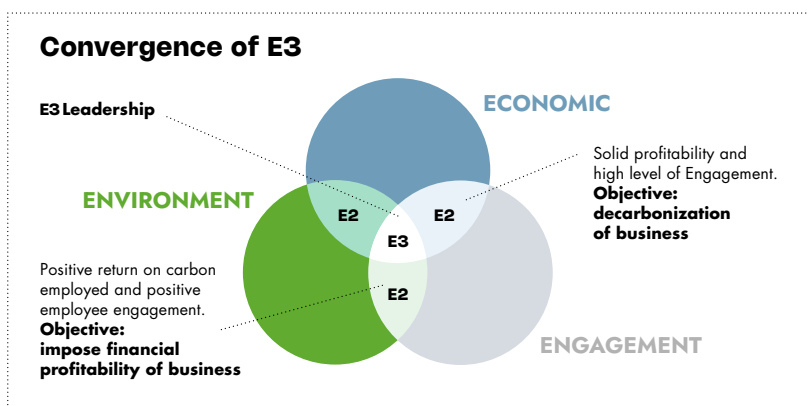 Convergence of E3
E3 Leadership
ECONOMIC
Solid profitability and
high level of Engagement.
Objective:
decarbonization
of business
ENVIRONMENT
E2
E2
E3
E2
Positive return on carbon
employed and positive
employee engagement.
Objective:
impose financial
profitability of business
ENGAGEMENT